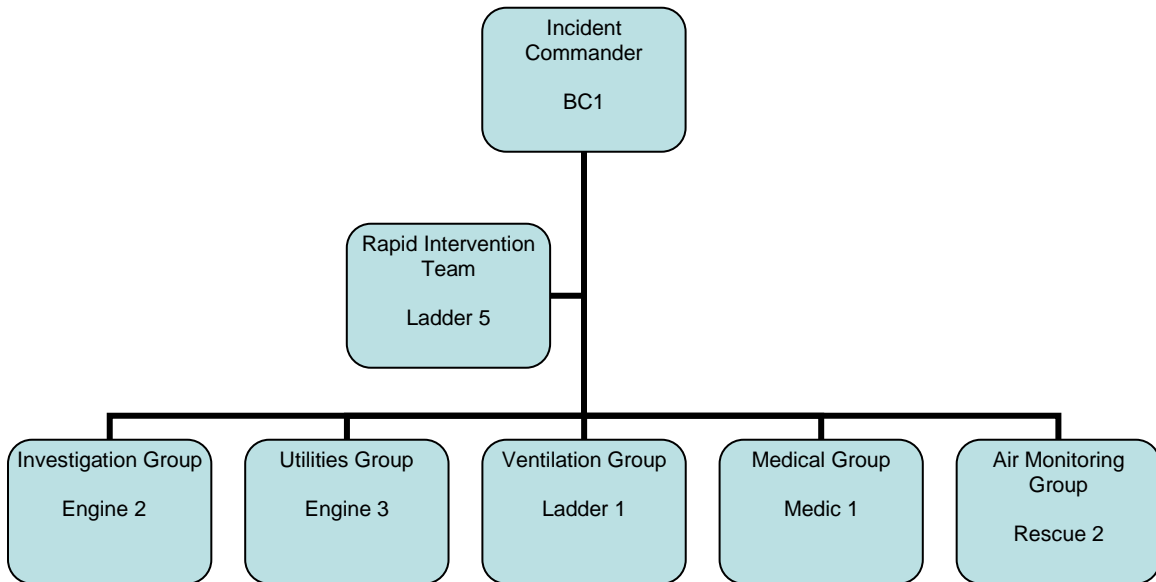 Incident
Commander
BC1
Rapid Intervention
Team
Ladder 5
Investigation Group
Engine 2
Utilities Group
Engine 3
Ventilation Group
Ladder 1
Medical Group
Medic 1
Air Monitoring
Group
Rescue 2